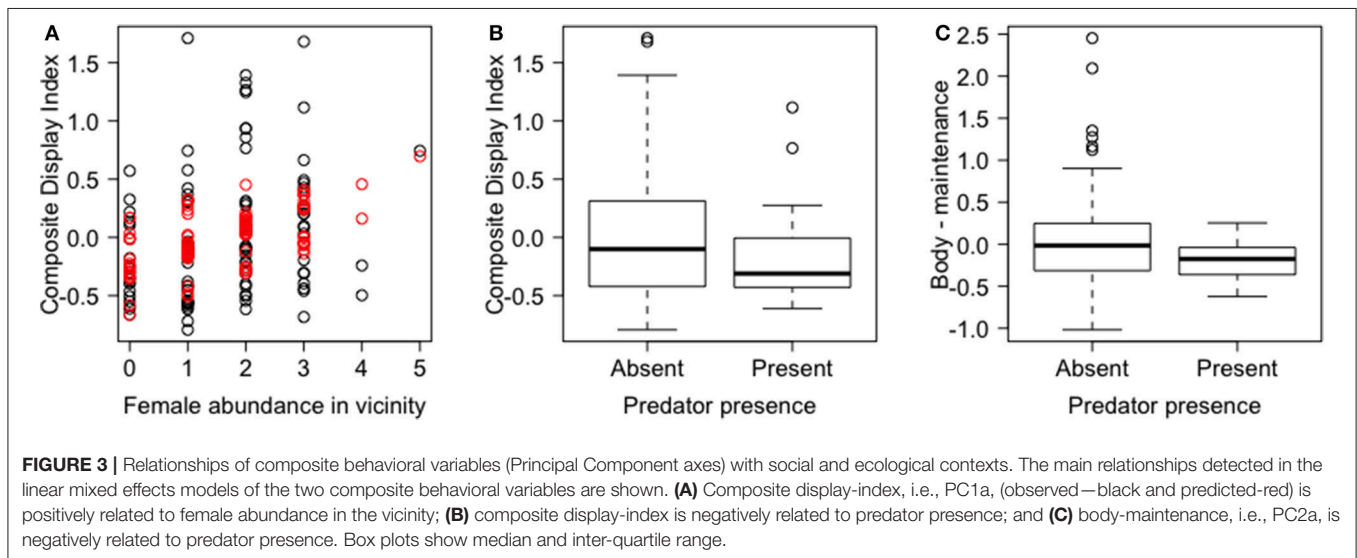 A
Composite Display Index
1.5
1.0
0.5
0.0
-0.5
0 1 2 3 4 5
Female abundance in vicinity
B
Composite Display Index
1.5
1.0
0.5
0.0
-0.5
Absent Present
Predator presence
C
Body - maintenance
2.5
2.0
1.5
1.0
0.5
-0.0
-0.5
-1.0
Absent Present
Predator presence
FIGURE 3 | Relationships of composite behavioral variables (Principal Component axes) with social and ecological contexts. The main relationships detected in the
linear mixed effects models of the two composite behavioral variables are shown. (A) Composite display-index, i.e., PC1a, (observed—black and predicted-red) is
positively related to female abundance in the vicinity; (B) composite display-index is negatively related to predator presence; and (C) body-maintenance, i.e., PC2a, is
negatively related to predator presence. Box plots show median and inter-quartile range.